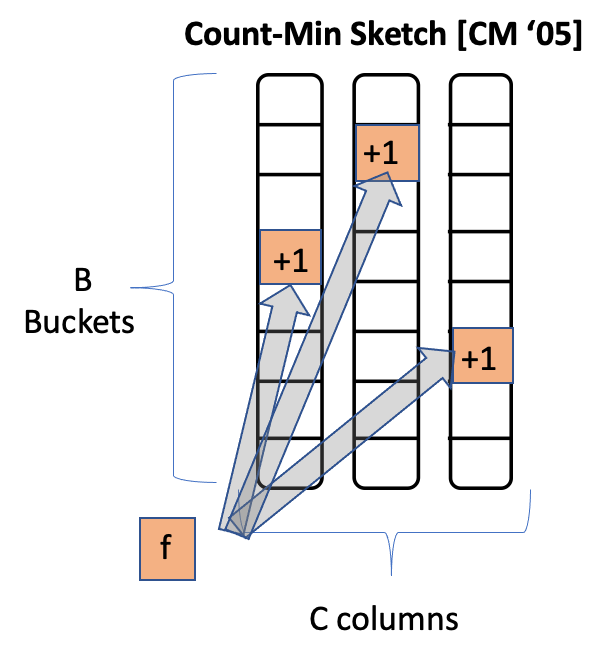 Count-Min Sketch [CM ‘05]
+1
+1
B
Buckets
+1
f
C columns